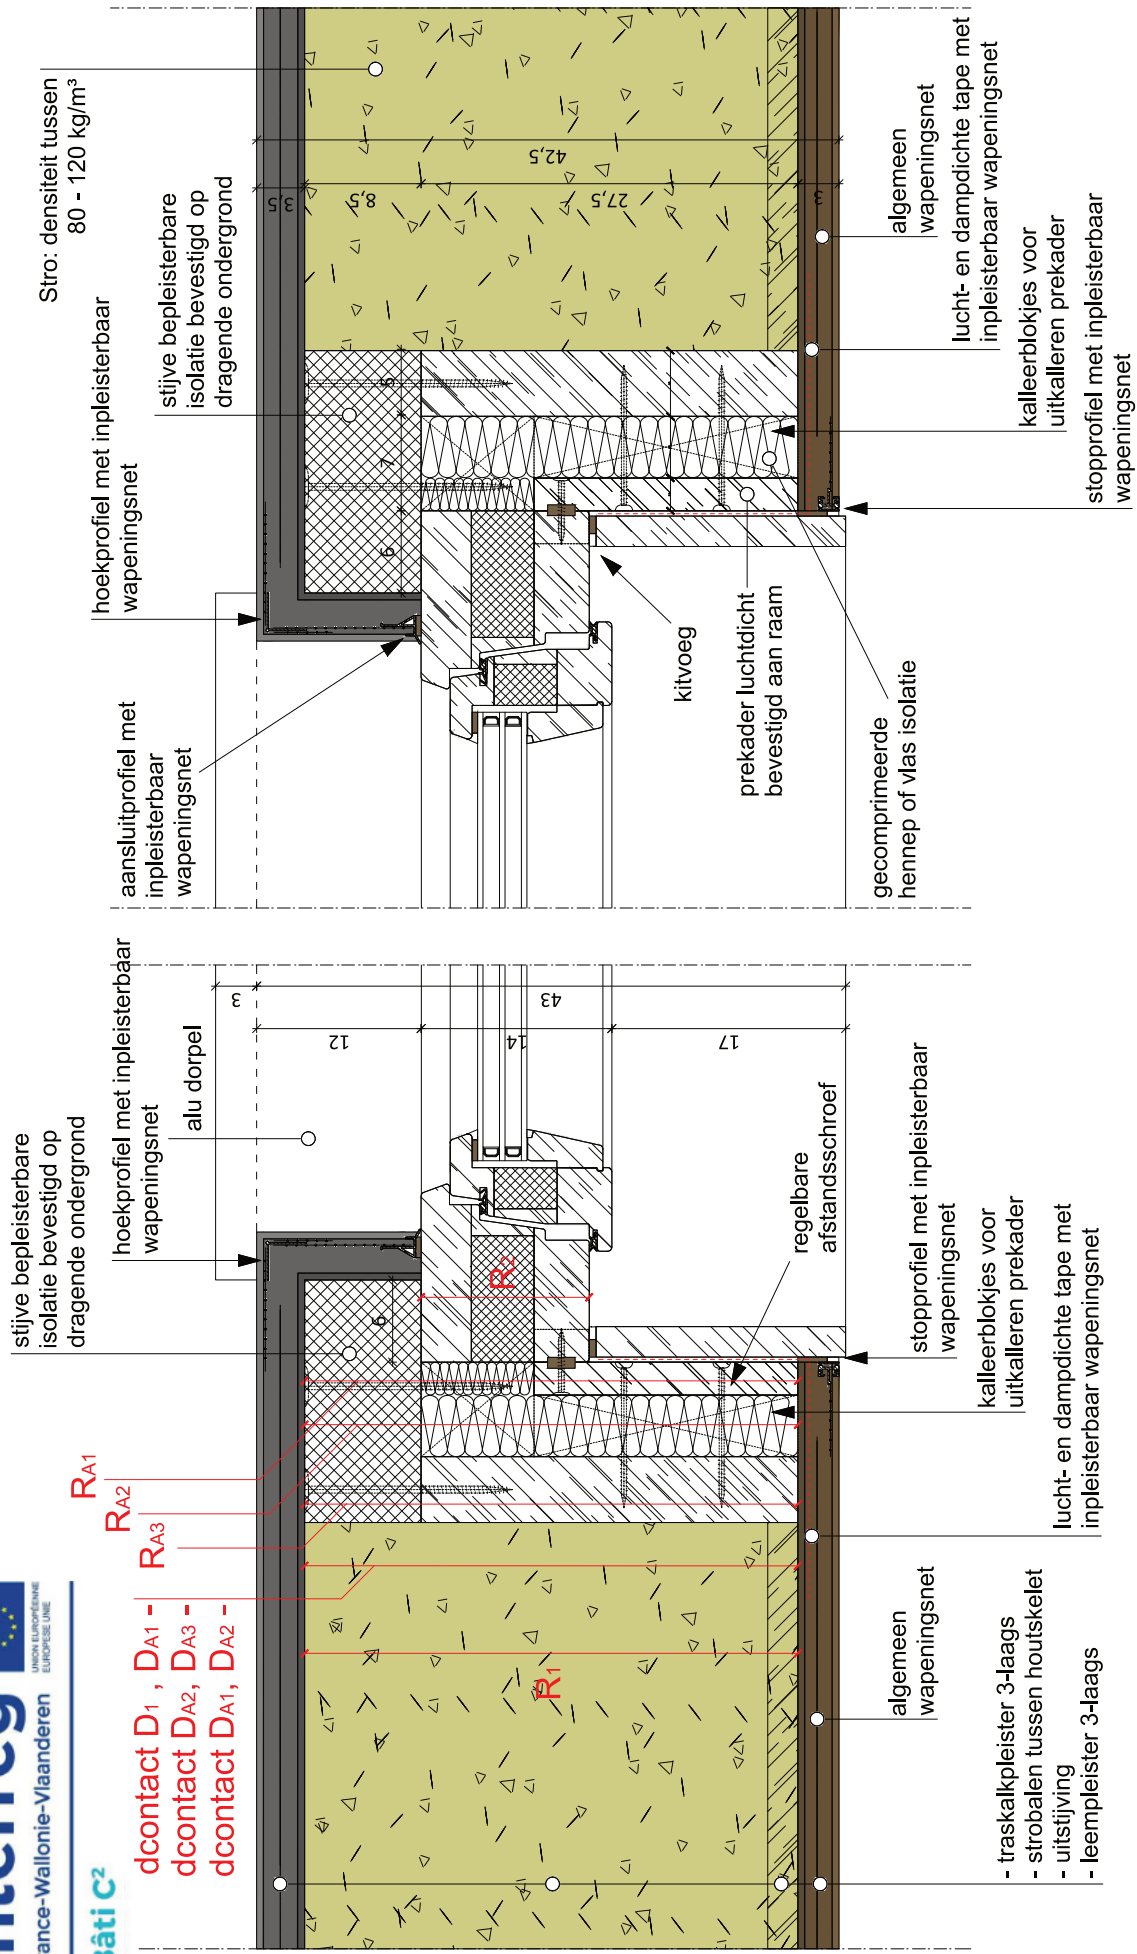 nterreg
UNION EUROPÉENNE
EUROPESE UNIE
rance-Wallonie-Vlaanderen
Bâti C²
dcontact D1 , DA1 -
dcontact DA2, DA3 -
dcontact DA1, DA2 -
RA1
RA2
RA3
stijve bepleisterbare
isolatie bevestigd op
dragende ondergrond
hoekprofiel met inpleisterbaar
wapeningsnet
alu dorpel
aansluitprofiel met
inpleisterbaar
wapeningsnet
hoekprofiel met inpleisterbaar
wapeningsnet
stijve bepleisterbare
isolatie bevestigd op
dragende ondergrond
Stro: densiteit tussen
80 - 120 kg/m³
3
12
43
14
17
6
R1
R2
6
7
5
3,5
8,5
42,5
27,5
3
regelbare
afstandsschroef
kitvoeg
prekader luchtdicht
bevestigd aan raam
gecomprimeerde
hennep of vlas isolatie
- traskalkpleister 3-laags
- strobalen tussen houtskelet
- uitstijving
- leempleister 3-laags
algemeen
wapeningsnet
lucht- en dampdichte tape met
inpleisterbaar wapeningsnet
kalleerblokjes voor
uitkalleren prekader
stopprofiel met inpleisterbaar
wapeningsnet
stopprofiel met inpleisterbaar
wapeningsnet
kalleerblokjes voor
uitkalleren prekader
lucht- en dampdichte tape met
inpleisterbaar wapeningsnet
algemeen
wapeningsnet